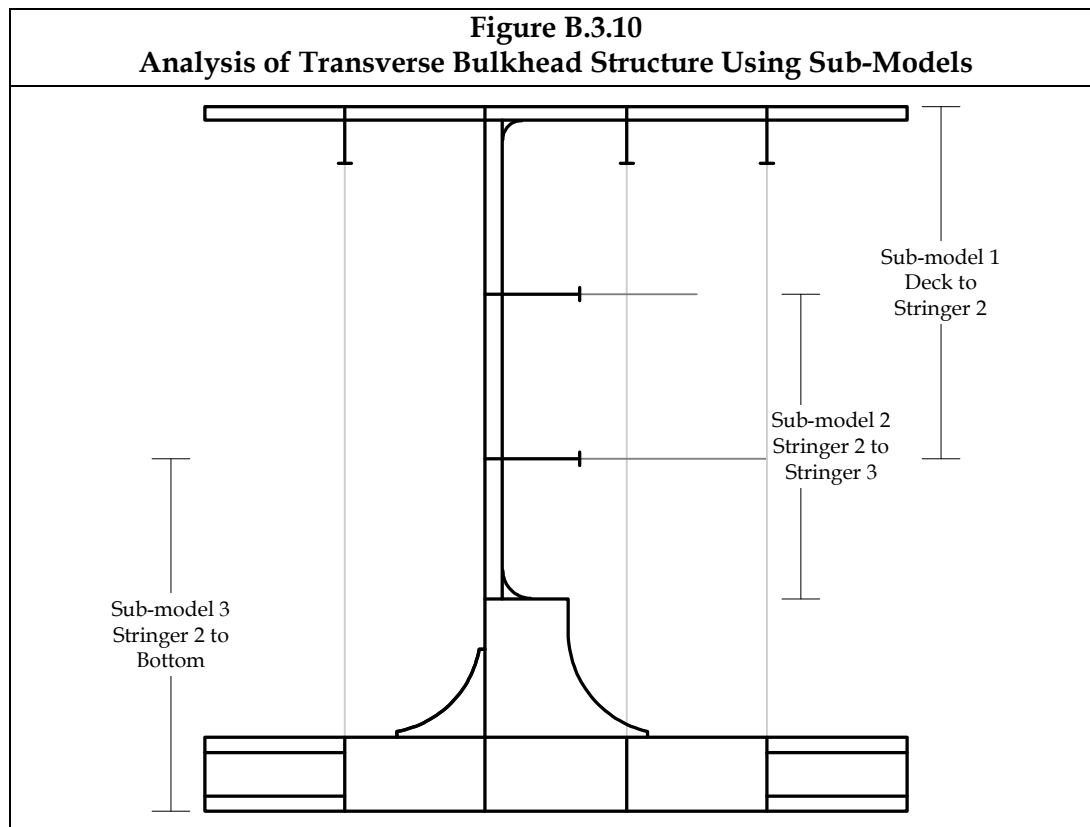 Figure B.3.10
Analysis of Transverse Bulkhead Structure Using Sub-Models
Sub-model 1
Deck to
Stringer 2
Sub-model 2
Stringer 2 to
Stringer 3
Sub-model 3
Stringer 2 to
Bottom